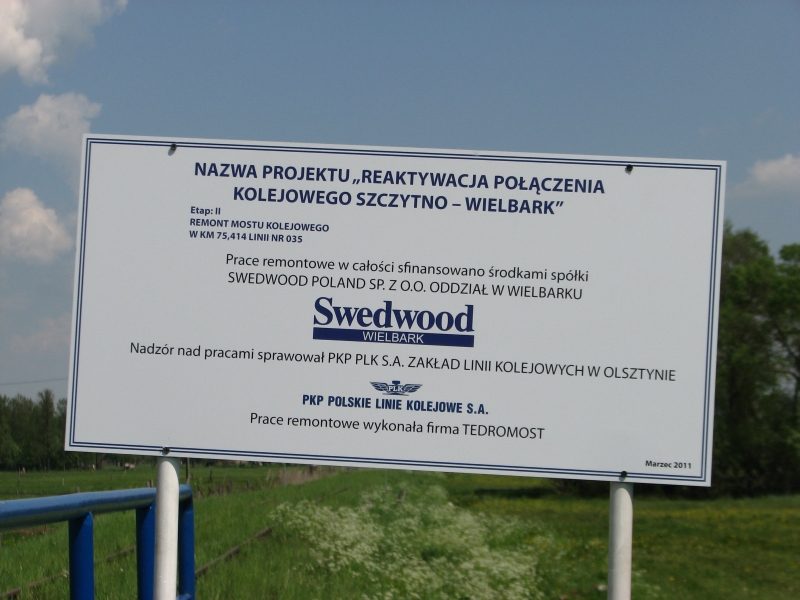 NAZWA PROJEKTU „REAKTYWACJA POŁĄCZENIA
KOLEJOWEGO SZCZYTNO – WIELBARK”
Etap: II
REMONT MOSTU KOLEJOWEGO
W KM 75,414 LINII NR 035
Prace remontowe w całości sfinansowano środkami spółki
SWEDWOOD POLAND SP. Z O.O. ODDZIAŁ W WIELBARKU
Swedwood
WIELBARK
Nadzór nad pracami sprawował PKP PLK S.A. ZAKŁAD LINII KOLEJOWYCH W OLSZTYNIE
PLK
PKP POLSKIE LINIE KOLEJOWE S.A.
Prace remontowe wykonała firma TEDROMOST
Marzec 2011